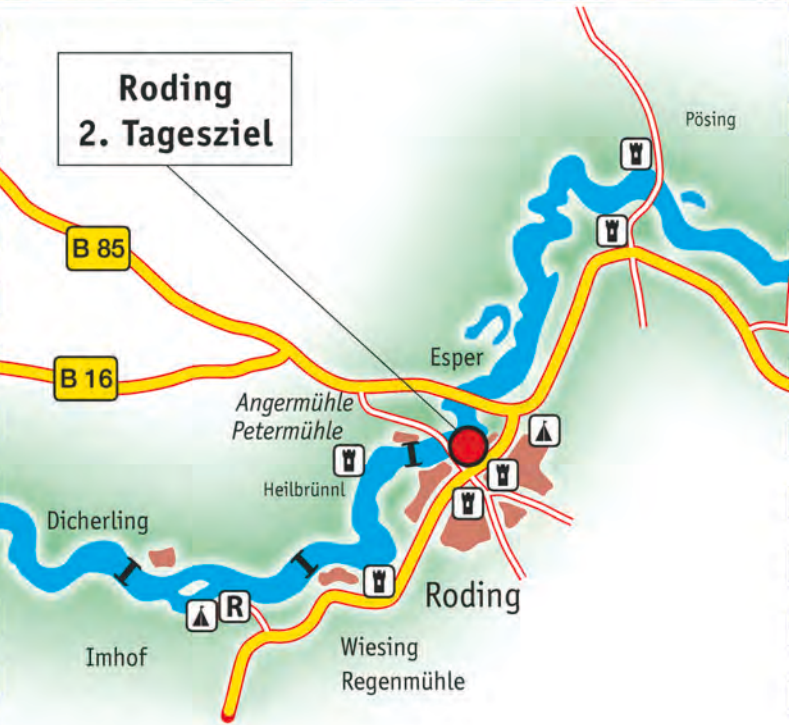 Roding
2. Tagesziel
Pösing
B 85
Esper
B 16
Angermühle
Petermühle
Heilbrünnl
Dicherling
Roding
R
Imhof
Wiesing
Regenmühle